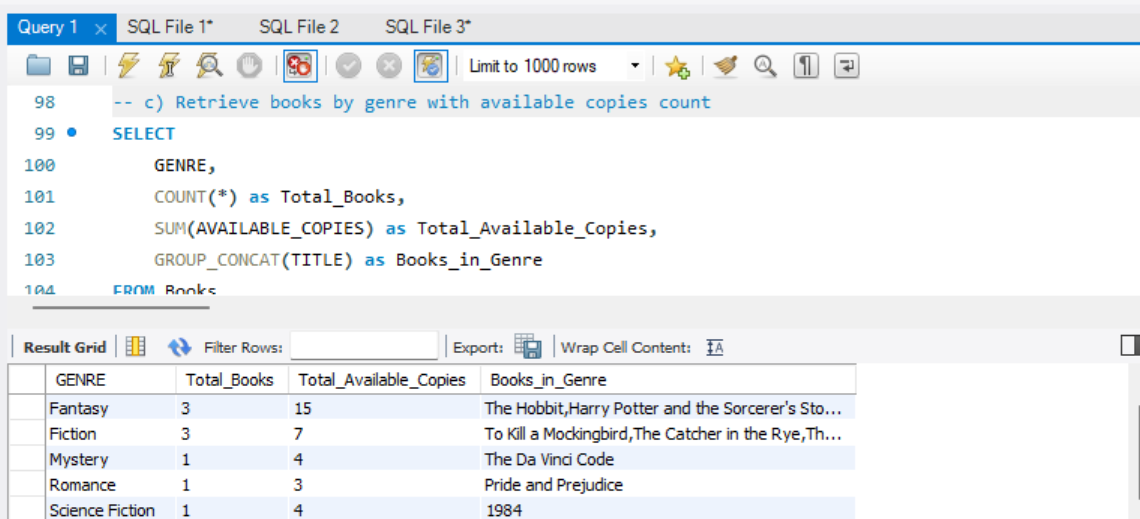 Query 1 × SQL File 1* SQL File 2 SQL File 3*
Limit to 1000 rows
98 -- c) Retrieve books by genre with available copies count
99 SELECT
100 GENRE,
101 COUNT(*) as Total_Books,
102 SUM(AVAILABLE_COPIES) as Total_Available_Copies,
103 GROUP_CONCAT(TITLE) as Books_in_Genre
104 FROM Books
Result Grid Filter Rows: Export: Wrap Cell Content: IA
GENRE Total_Books Total_Available_Copies Books_in_Genre
Fantasy 3 15 The Hobbit,Harry Potter and the Sorcerer's Sto...
Fiction 3 7 To Kill a Mockingbird,The Catcher in the Rye,Th...
Mystery 1 4 The Da Vinci Code
Romance 1 3 Pride and Prejudice
Science Fiction 1 4 1984